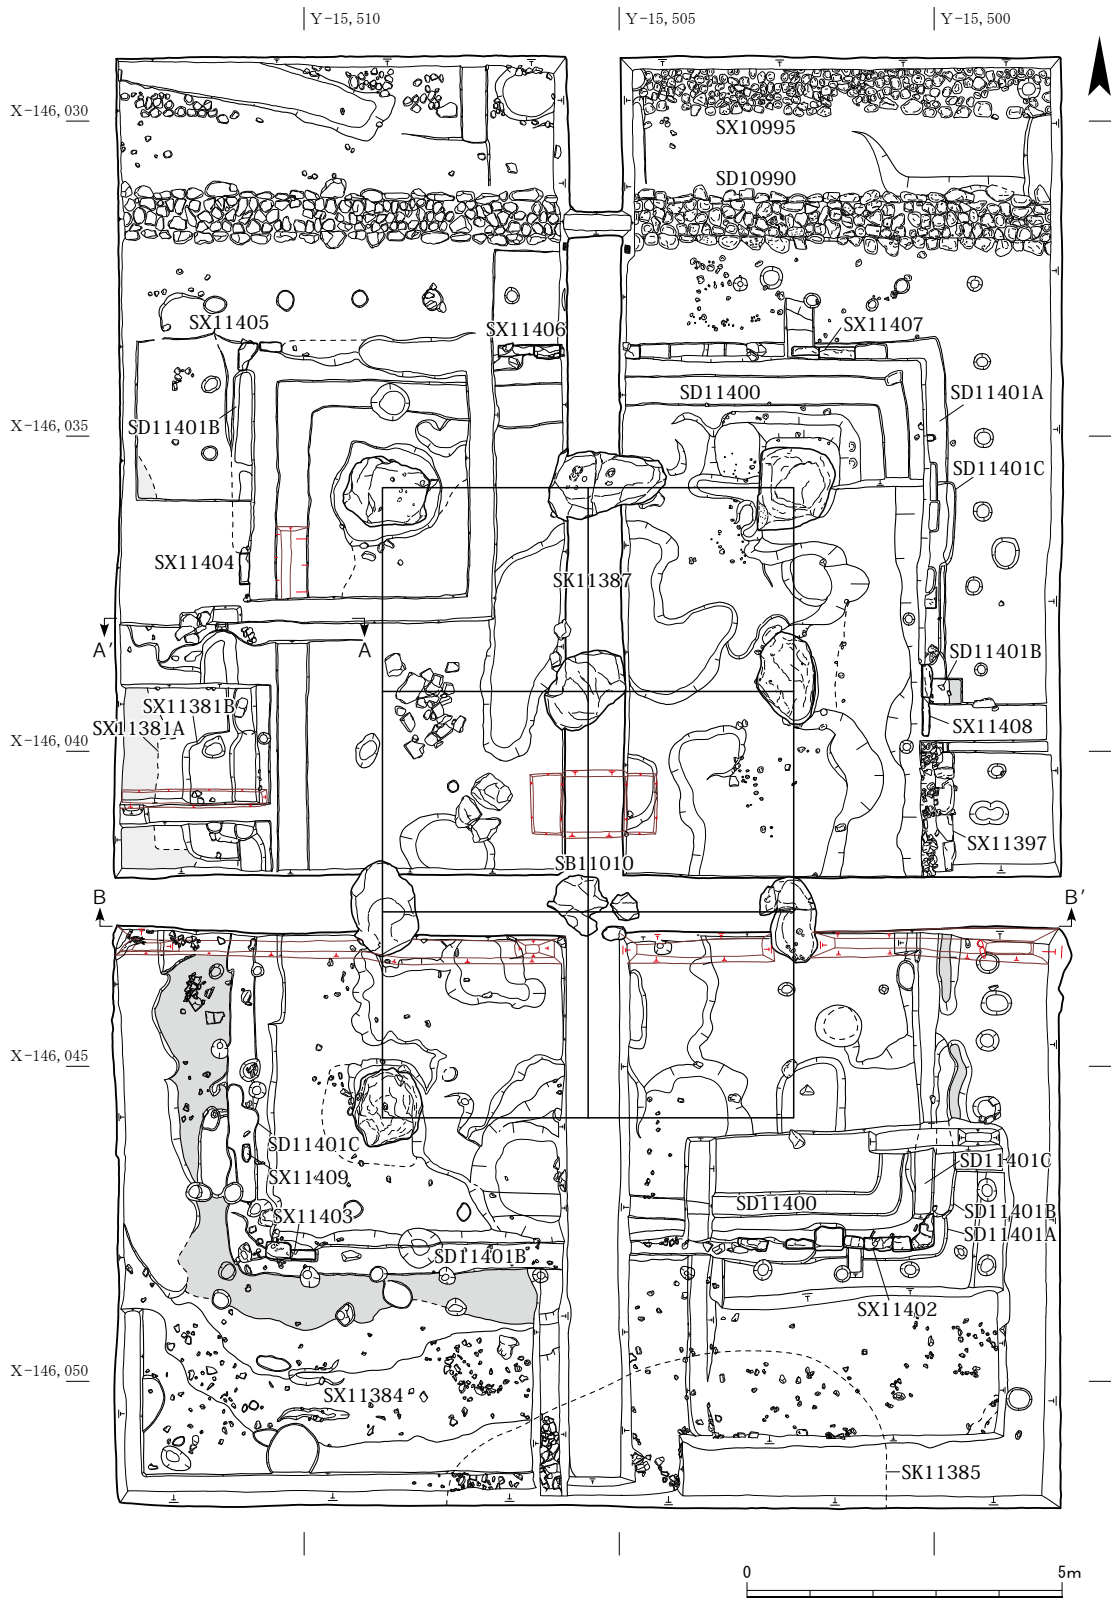 Y-15, 510
Y-15, 505
Y-15, 500
X-146, 030
SX10995
SD10990
SX11405
SX11406
SX11407
SD11400
SD11401A
X-146, 035
SD11401B
SD11401C
SX11404
SK11387
A′
A
SD11401B
SX11381B
SX11381A
SX11408
X-146, 040
SX11397
SB11010
B
B′
X-146, 045
SD11401C
SD11401C
SX11409
SD11400
SX11403
SD11401B
SD11401A
SD11401B
SX11402
X-146, 050
SX11384
SK11385
0
5m